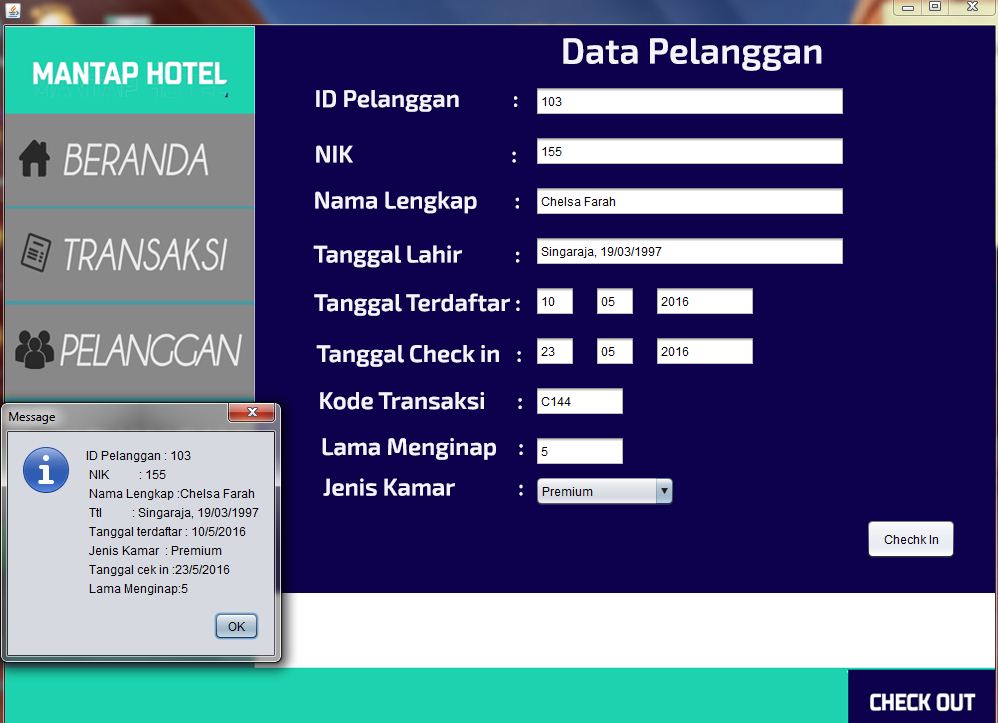 MANTAP HOTEL
BERANDA
TRANSAKSI
PELANGGAN
Data Pelanggan
ID Pelanggan : 103
NIK : 155
Nama Lengkap : Chelsa Farah
Tanggal Lahir : Singaraja, 19/03/1997
Tanggal Terdaftar : 10 05 2016
Tanggal Check in : 23 05 2016
Kode Transaksi : C144
Lama Menginap : 5
Jenis Kamar : Premium
Chechk In
Message
ID Pelanggan : 103
NIK : 155
Nama Lengkap :Chelsa Farah
Ttl : Singaraja, 19/03/1997
Tanggal terdaftar : 10/5/2016
Jenis Kamar : Premium
Tanggal cek in :23/5/2016
Lama Menginap:5
OK
CHECK OUT